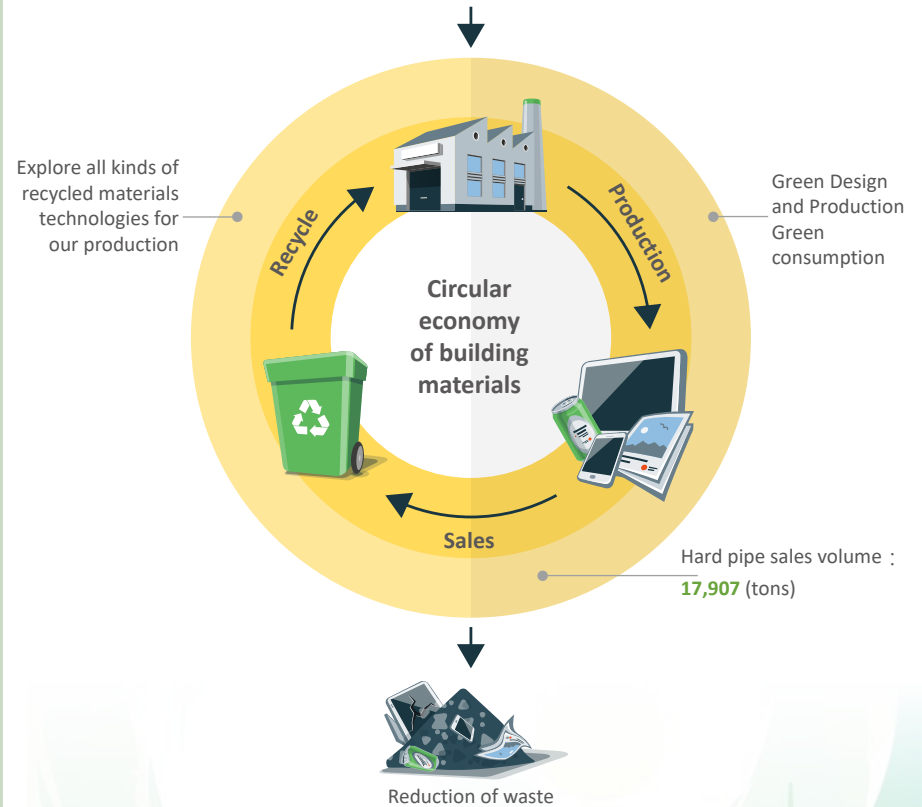 Explore all kinds of
recycled materials
technologies for
our production
Recycle
Production
Green Design
and Production
Green
consumption
Circular
economy
of building
materials
Sales
Hard pipe sales volume：
17,907 (tons)
Reduction of waste